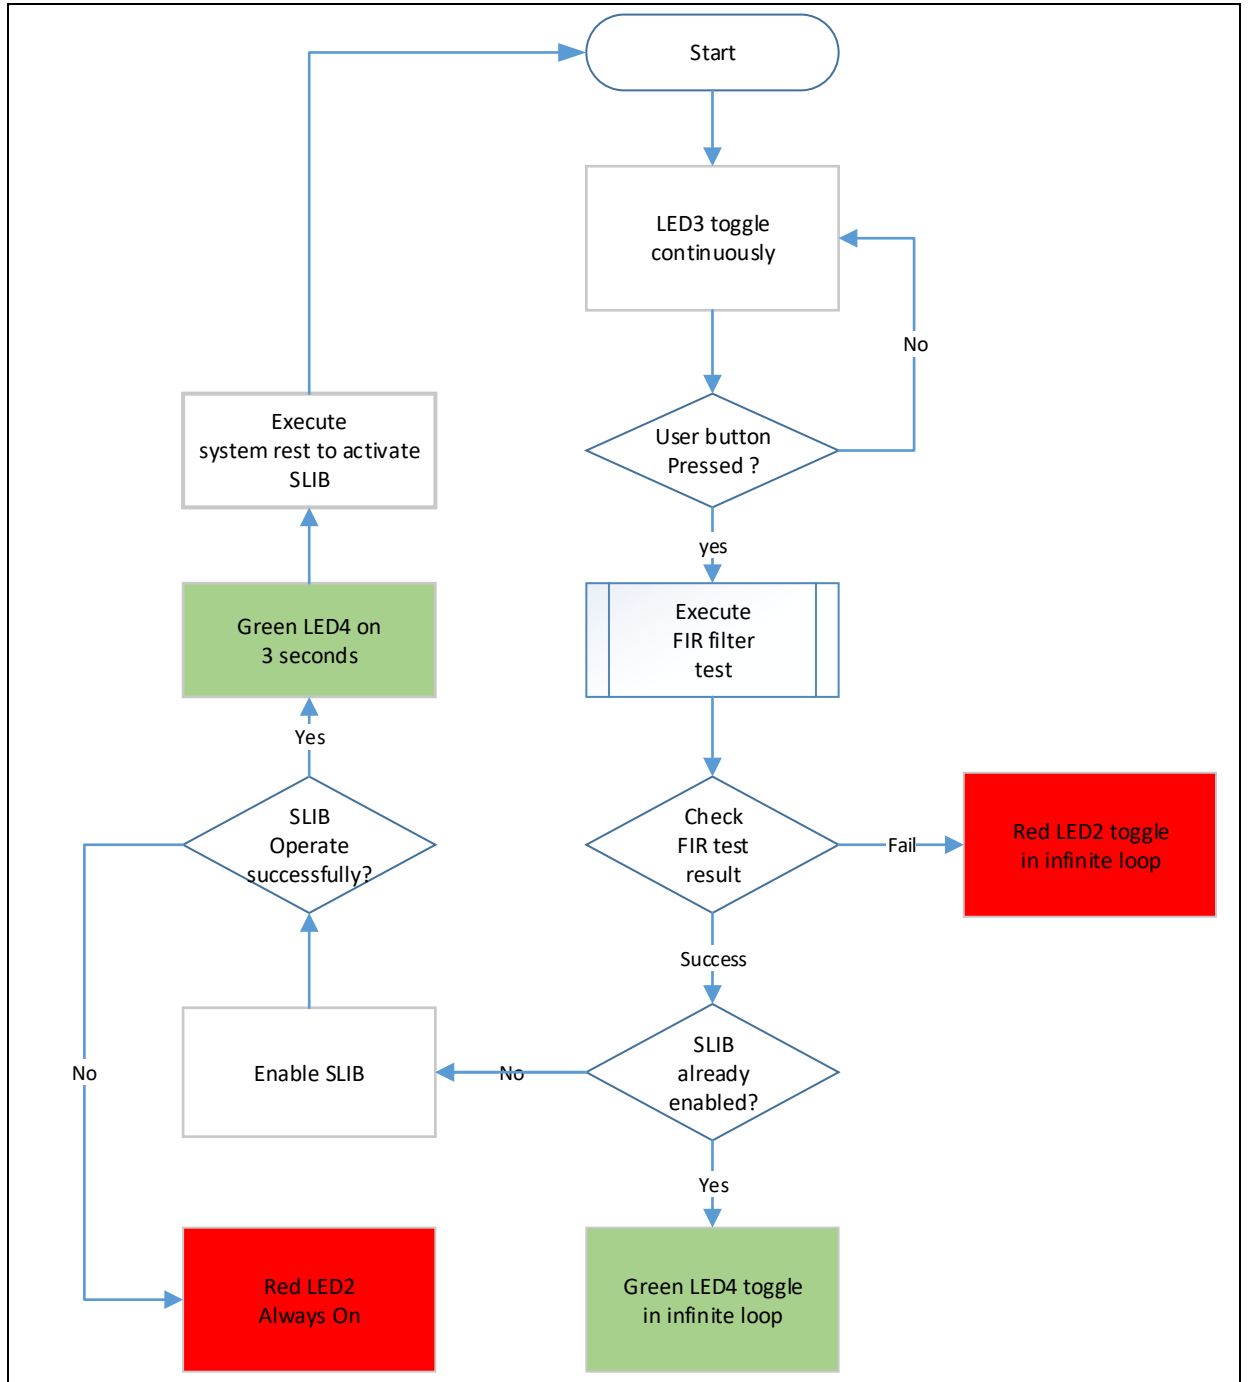 Start
LED3 toggle
continuously
No
User button
Pressed ?
yes
Execute
FIR filter
test
Check
FIR test
result
Fail
Red LED2 toggle
in infinite loop
Success
SLIB
already
enabled?
No
Yes
Green LED4 toggle
in infinite loop
Enable SLIB
SLIB
Operate
successfully?
Yes
No
Green LED4 on
3 seconds
Execute
system rest to activate
SLIB
Red LED2
Always On